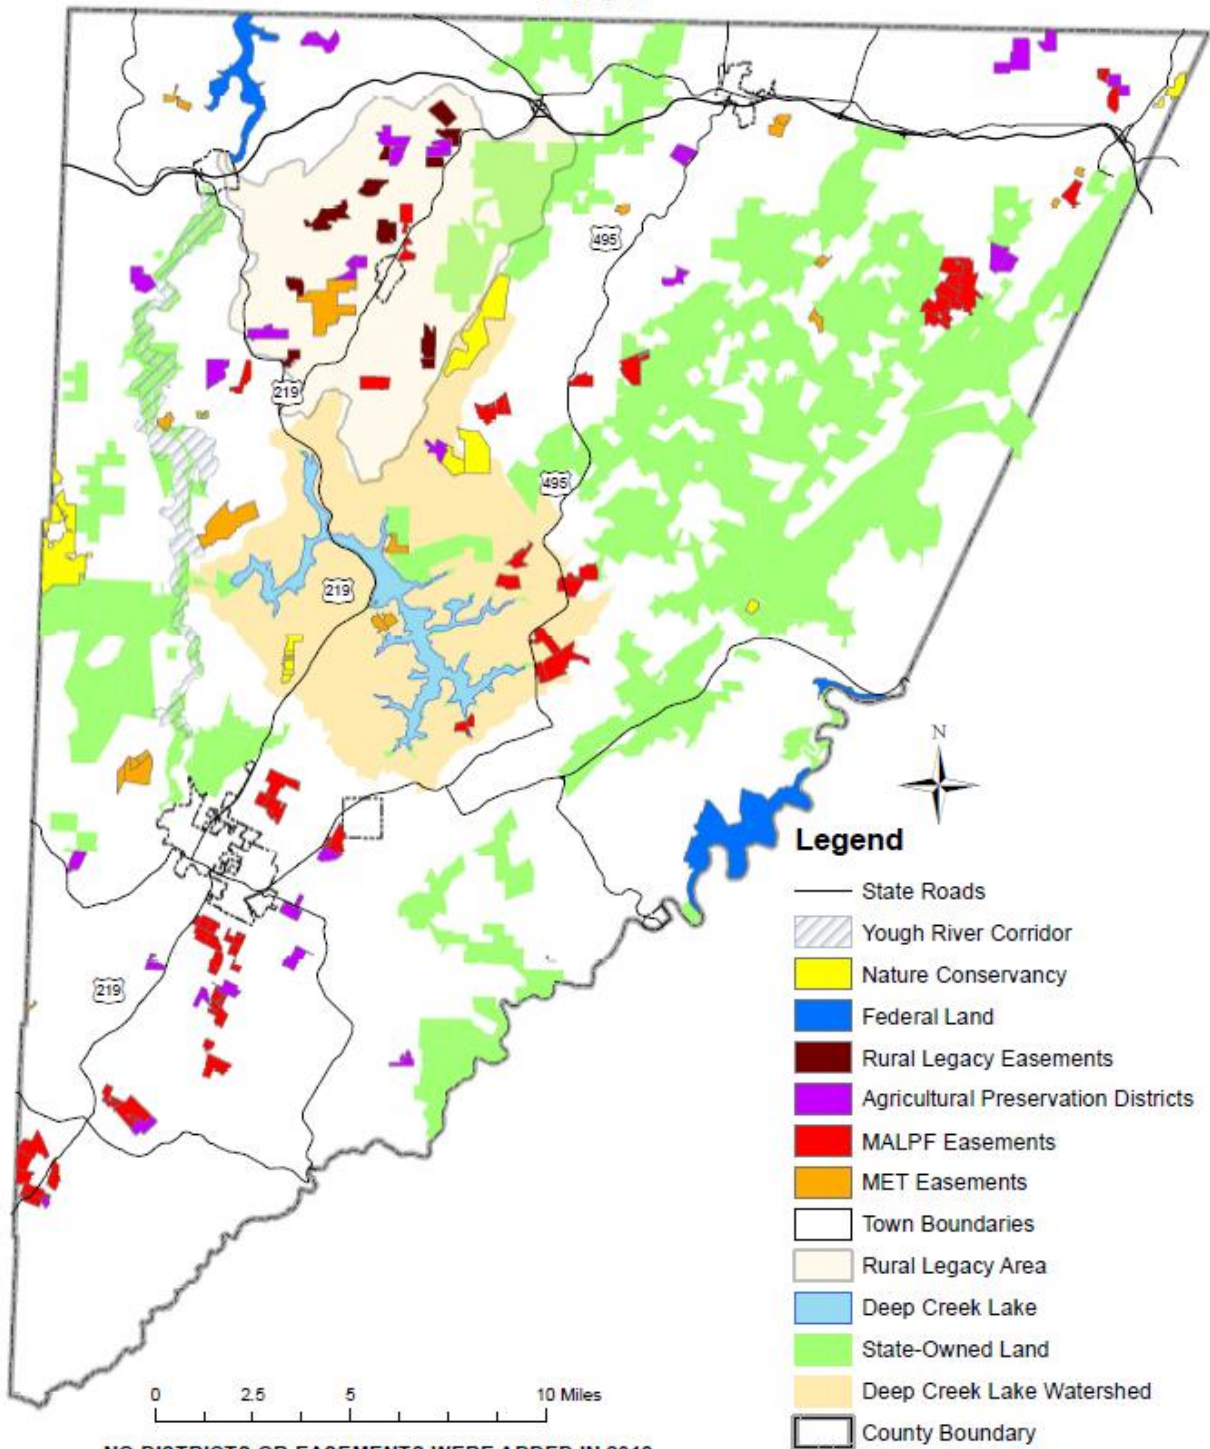 495
219
495
219
N
Legend
State Roads
Yough River Corridor
Nature Conservancy
Federal Land
Rural Legacy Easements
219
Agricultural Preservation Districts
MALPF Easements
MET Easements
Town Boundaries
Rural Legacy Area
Deep Creek Lake
State-Owned Land
Deep Creek Lake Watershed
County Boundary
0 2.5 5 10 Miles
NO DISTRICTS OR EASEMENTS WERE ADDED IN